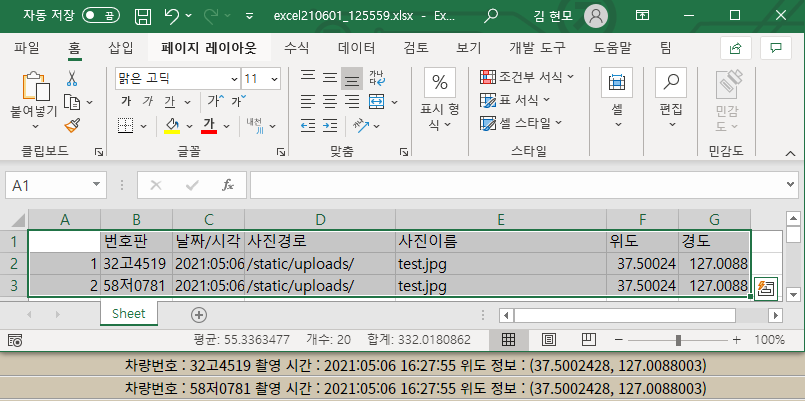 자동 저장 끔 excel210601_125559.xlsx - Ex... 김 현모
파일 홈 삽입 페이지 레이아웃 수식 데이터 검토 보기 개발 도구 도움말 팀
붙여넣기 맑은 고딕 11 가 가 가 가 가 가 내천 가나다 % 표시 형식 조건부 서식 표 서식 셀 스타일 셀 편집 민감도
클립보드 글꼴 맞춤 스타일 민감도
A1 fx
A B C D E F G
1 번호판 날짜/시각 사진경로 사진이름 위도 경도
2 1 32고4519 2021:05:06 /static/uploads/ test.jpg 37.50024 127.0088
3 2 58저0781 2021:05:06 /static/uploads/ test.jpg 37.50024 127.0088
Sheet
평균: 55.3363477 개수: 20 합계: 332.0180862 100%
차량번호 : 32고4519 촬영 시간 : 2021:05:06 16:27:55 위도 정보 : (37.5002428, 127.0088003)
차량번호 : 58저0781 촬영 시간 : 2021:05:06 16:27:55 위도 정보 : (37.5002428, 127.0088003)